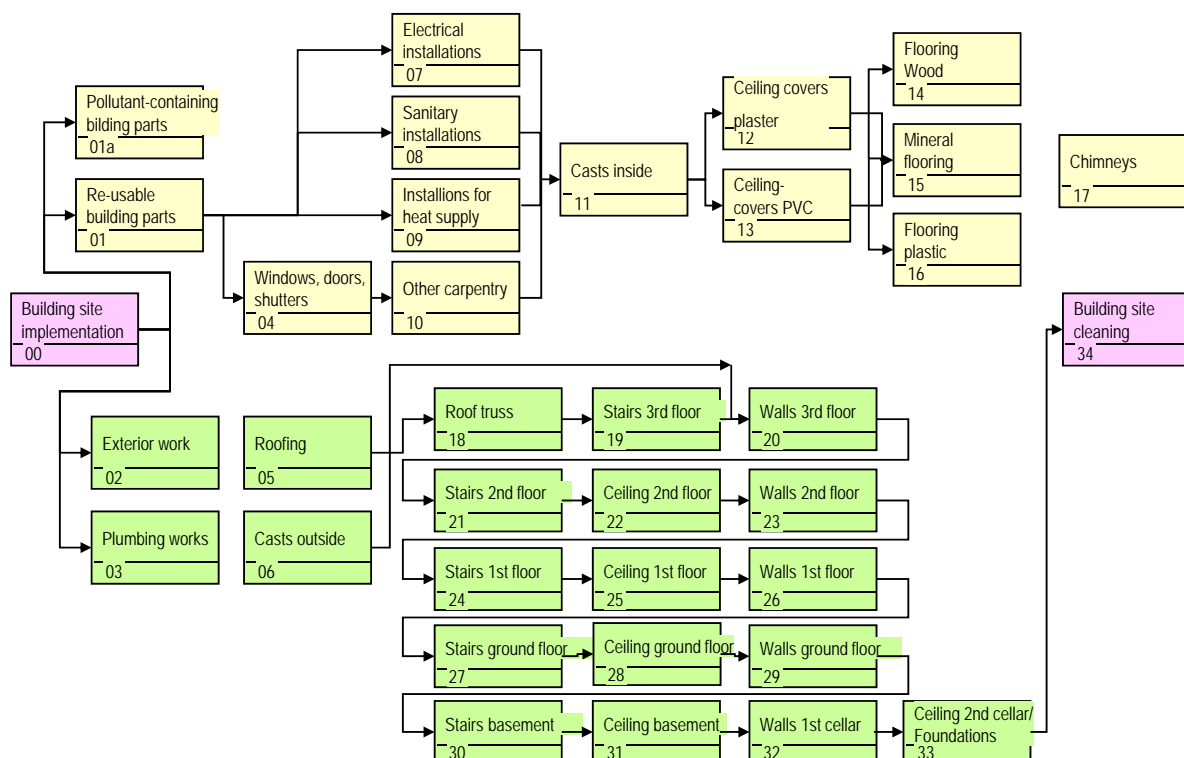 Electrical
installations
07
Flooring
Wood
14
Pollutant-containing
bilding parts
01a
Sanitary
installations
08
Ceiling covers
plaster
12
Mineral
flooring
15
Chimneys
17
Re-usable
building parts
01
Installions for
heat supply
09
Casts inside
11
Ceiling-
covers PVC
13
Flooring
plastic
16
Windows, doors,
shutters
04
Other carpentry
10
Building site
implementation
00
Building site
cleaning
34
Exterior work
02
Roofing
05
Roof truss
18
Stairs 3rd floor
19
Walls 3rd floor
20
Stairs 2nd floor
21
Ceiling 2nd floor
22
Walls 2nd floor
23
Plumbing works
03
Casts outside
06
Stairs 1st floor
24
Ceiling 1st floor
25
Walls 1st floor
26
Stairs ground floor
27
Ceiling ground floor
28
Walls ground floor
29
Stairs basement
30
Ceiling basement
31
Walls 1st cellar
32
Ceiling 2nd cellar/
Foundations
33